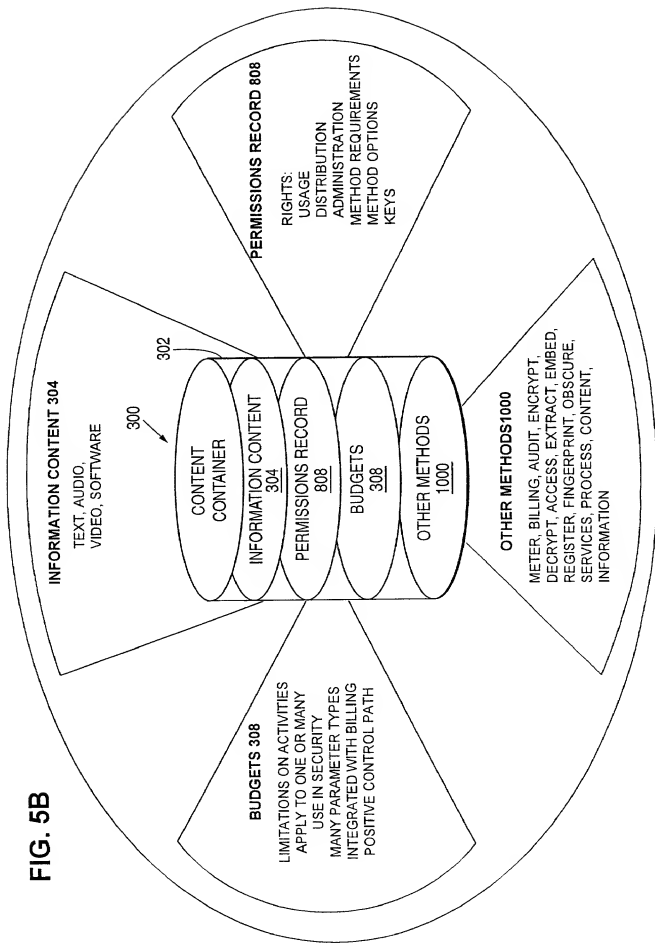 FIG. 5B
INFORMATION CONTENT 304
TEXT, AUDIO,
VIDEO, SOFTWARE
300
302
CONTENT
CONTAINER
INFORMATION CONTENT
304
PERMISSIONS RECORD
808
BUDGETS
308
OTHER METHODS
1000
BUDGETS 308
LIMITATIONS ON ACTIVITIES
APPLY TO ONE OR MANY
USE IN SECURITY
MANY PARAMETER TYPES
INTEGRATED WITH BILLING
POSITIVE CONTROL PATH
PERMISSIONS RECORD 808
RIGHTS:
USAGE
DISTRIBUTION
ADMINISTRATION
METHOD REQUIREMENTS
METHOD OPTIONS
KEYS
OTHER METHODS1000
METER, BILLING, AUDIT, ENCRYPT,
DECRYPT, ACCESS, EXTRACT, EMBED,
REGISTER, FINGERPRINT, OBSCURE,
SERVICES, PROCESS, CONTENT,
INFORMATION